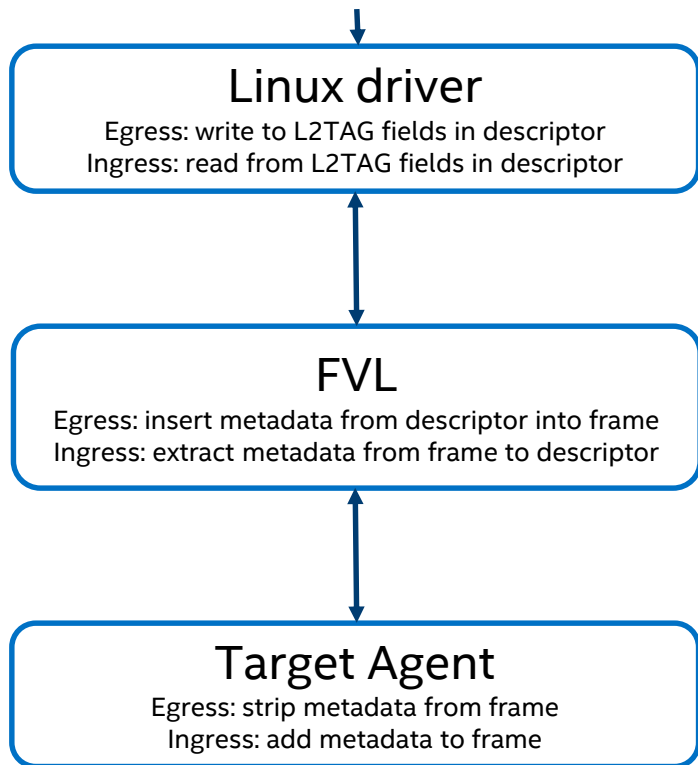 Linux driver
Egress: write to L2TAG fields in descriptor
Ingress: read from L2TAG fields in descriptor
FVL
Egress: insert metadata from descriptor into frame
Ingress: extract metadata from frame to descriptor
Target Agent
Egress: strip metadata from frame
Ingress: add metadata to frame